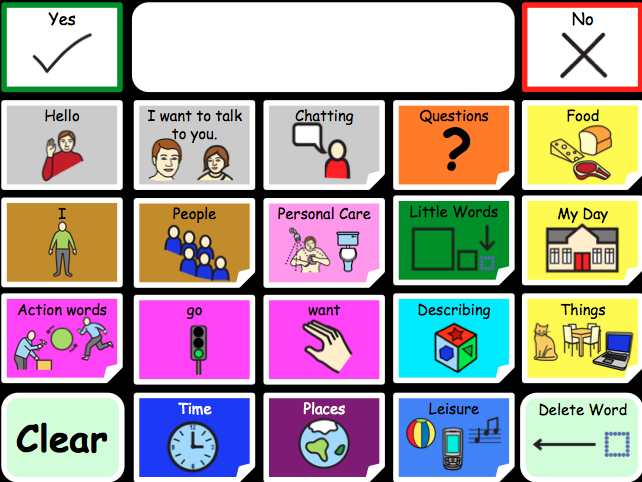 Yes
No
Hello
I want to talk
to you.
Chatting
Questions
?
Food
I
People
Personal Care
Little Words
My Day
Action words
go
want
Describing
Things
Clear
Time
Places
Leisure
Delete Word